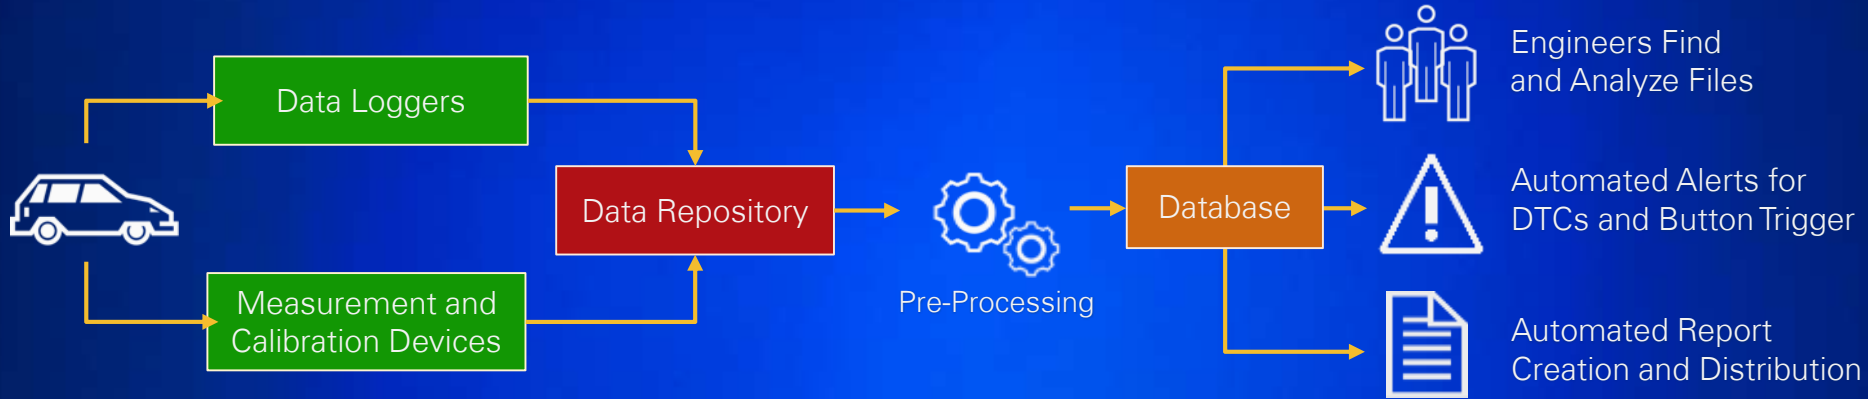 Data Loggers
Measurement and
Calibration Devices
Data Repository
Pre-Processing
Database
Engineers Find
and Analyze Files
Automated Alerts for
DTCs and Button Trigger
Automated Report
Creation and Distribution